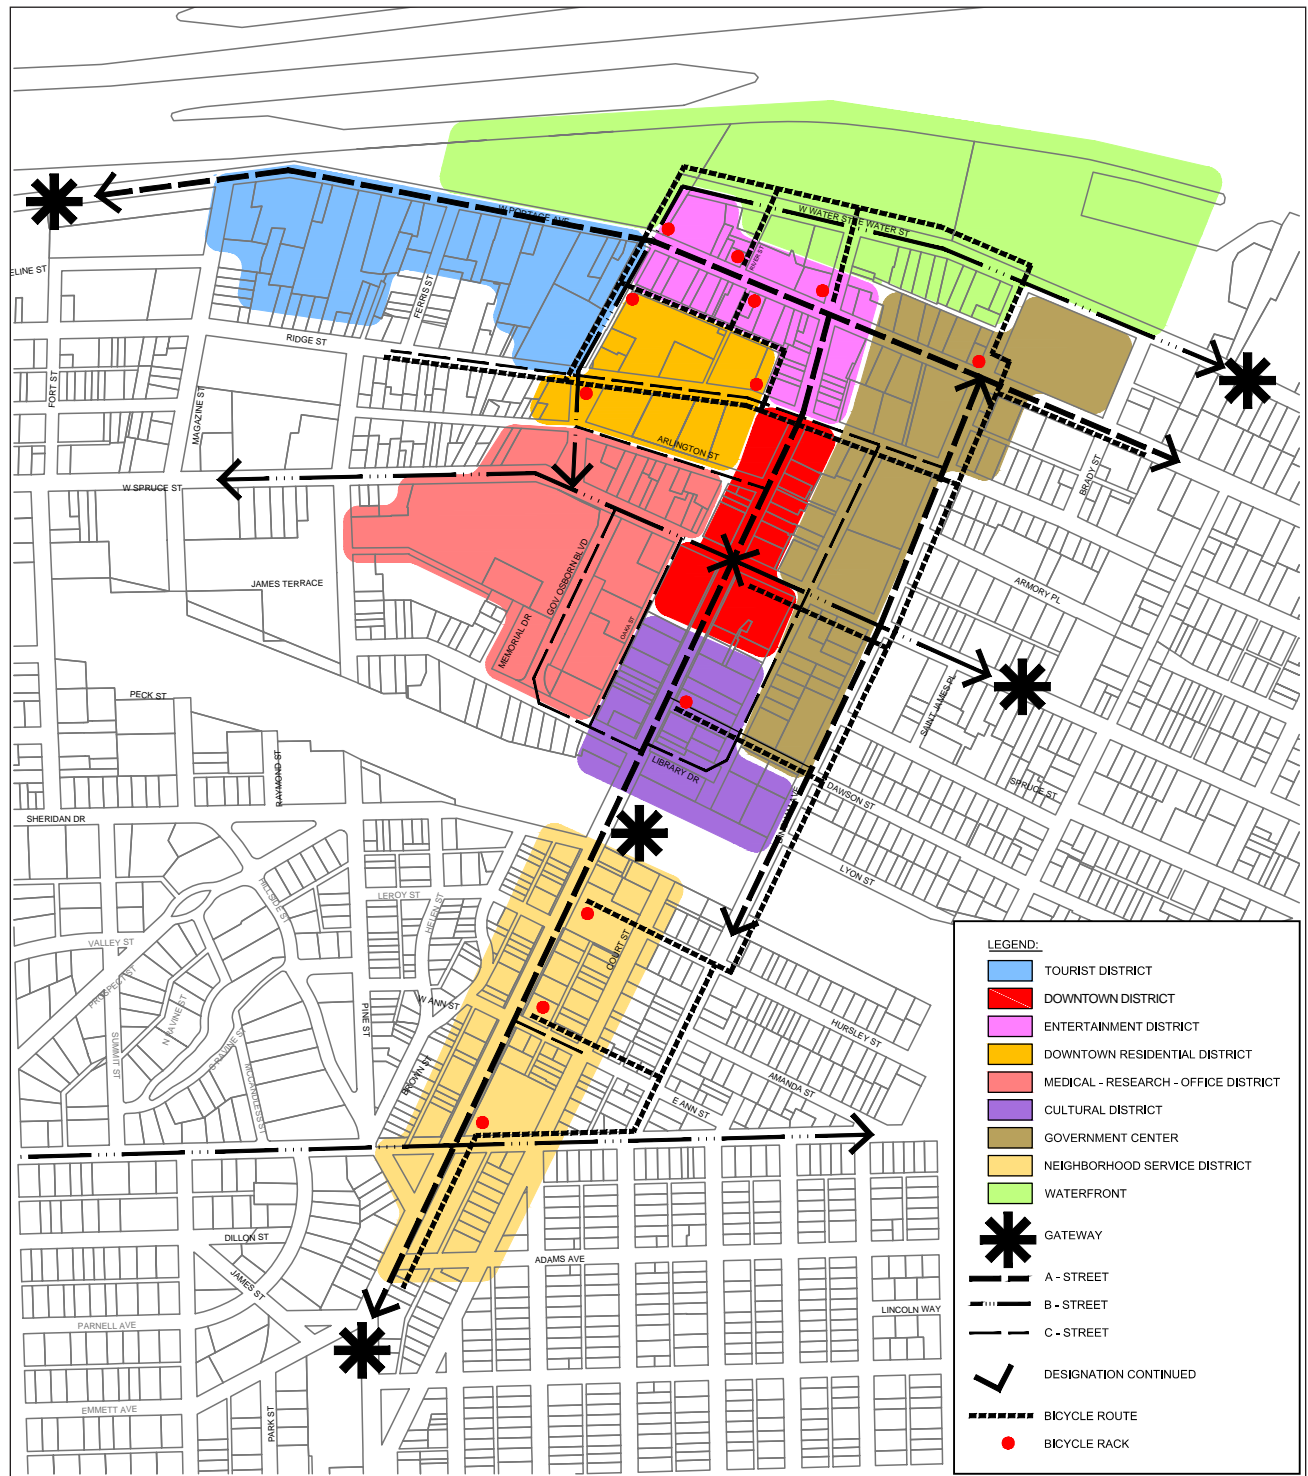 W PORTAGE AVE
W WATER ST
E WATER ST
RIVER ST
ELINE ST
FERRIS ST
RIDGE ST
FORT ST
MAGAZINE ST
ARLINGTON ST
BRADY ST
W SPRUCE ST
GOV OSBORN BLVD
JAMES TERRACE
ARMORY PL
MEMORIAL DR
DAXA ST
PECK ST
SAINT JAMES PL
RAYMOND ST
LIBRARY DR
SPRUCE ST
DAWSON ST
SHERIDAN DR
LYON ST
HILLSIDE ST
LEROY ST
HELEN ST
VALLEY ST
COURT ST
PROSPECT ST
W ANN ST
N RAVINE ST
PINE ST
HURSLEY ST
SUMMIT ST
S RAVINE ST
BROWN ST
AMANDA ST
MCCANDLESS ST
E ANN ST
DILLON ST
ADAMS AVE
JAMES ST
LINCOLN WAY
PARNELL AVE
EMMETT AVE
PARK ST
LEGEND:
TOURIST DISTRICT
DOWNTOWN DISTRICT
ENTERTAINMENT DISTRICT
DOWNTOWN RESIDENTIAL DISTRICT
MEDICAL - RESEARCH - OFFICE DISTRICT
CULTURAL DISTRICT
GOVERNMENT CENTER
NEIGHBORHOOD SERVICE DISTRICT
WATERFRONT
GATEWAY
A - STREET
B - STREET
C - STREET
DESIGNATION CONTINUED
BICYCLE ROUTE
BICYCLE RACK